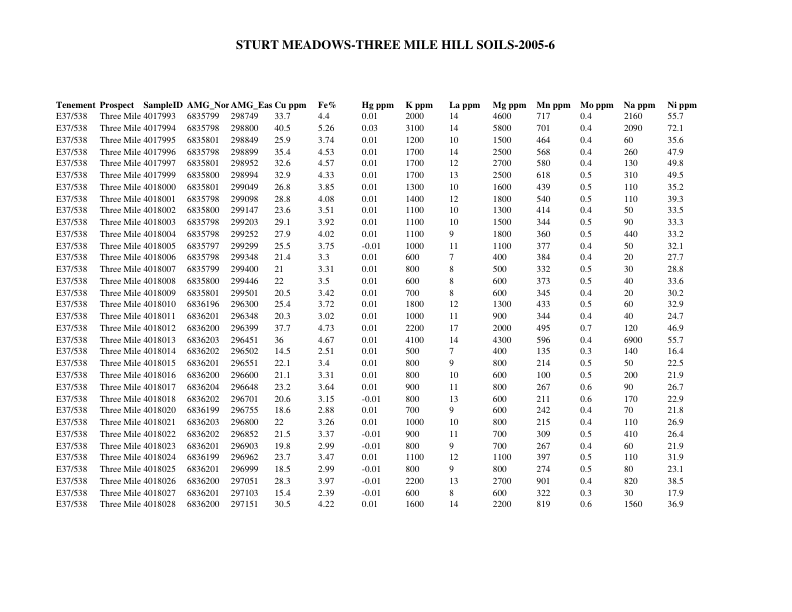 STURT MEADOWS-THREE MILE HILL SOILS-2005-6
Tenement Prospect SampleID AMG_Nor AMG_Eas Cu ppm Fe% Hg ppm K ppm La ppm Mg ppm Mn ppm Mo ppm Na ppm Ni ppm
E37/538 Three Mile 4017993 6835799 298749 33.7 4.4 0.01 2000 14 4600 717 0.4 2160 55.7
E37/538 Three Mile 4017994 6835798 298800 40.5 5.26 0.03 3100 14 5800 701 0.4 2090 72.1
E37/538 Three Mile 4017995 6835801 298849 25.9 3.74 0.01 1200 10 1500 464 0.4 60 35.6
E37/538 Three Mile 4017996 6835798 298899 35.4 4.53 0.01 1700 14 2500 568 0.4 260 47.9
E37/538 Three Mile 4017997 6835801 298952 32.6 4.57 0.01 1700 12 2700 580 0.4 130 49.8
E37/538 Three Mile 4017999 6835800 298994 32.9 4.33 0.01 1700 13 2500 618 0.5 310 49.5
E37/538 Three Mile 4018000 6835801 299049 26.8 3.85 0.01 1300 10 1600 439 0.5 110 35.2
E37/538 Three Mile 4018001 6835798 299098 28.8 4.08 0.01 1400 12 1800 540 0.5 110 39.3
E37/538 Three Mile 4018002 6835800 299147 23.6 3.51 0.01 1100 10 1300 414 0.4 50 33.5
E37/538 Three Mile 4018003 6835798 299203 29.1 3.92 0.01 1100 10 1500 344 0.5 90 33.3
E37/538 Three Mile 4018004 6835798 299252 27.9 4.02 0.01 1100 9 1800 360 0.5 440 33.2
E37/538 Three Mile 4018005 6835797 299299 25.5 3.75 -0.01 1000 11 1100 377 0.4 50 32.1
E37/538 Three Mile 4018006 6835798 299348 21.4 3.3 0.01 600 7 400 384 0.4 20 27.7
E37/538 Three Mile 4018007 6835799 299400 21 3.31 0.01 800 8 500 332 0.5 30 28.8
E37/538 Three Mile 4018008 6835800 299446 22 3.5 0.01 600 8 600 373 0.5 40 33.6
E37/538 Three Mile 4018009 6835801 299501 20.5 3.42 0.01 700 8 600 345 0.4 20 30.2
E37/538 Three Mile 4018010 6836196 296300 25.4 3.72 0.01 1800 12 1300 433 0.5 60 32.9
E37/538 Three Mile 4018011 6836201 296348 20.3 3.02 0.01 1000 11 900 344 0.4 40 24.7
E37/538 Three Mile 4018012 6836200 296399 37.7 4.73 0.01 2200 17 2000 495 0.7 120 46.9
E37/538 Three Mile 4018013 6836203 296451 36 4.67 0.01 4100 14 4300 596 0.4 6900 55.7
E37/538 Three Mile 4018014 6836202 296502 14.5 2.51 0.01 500 7 400 135 0.3 140 16.4
E37/538 Three Mile 4018015 6836201 296551 22.1 3.4 0.01 800 9 800 214 0.5 50 22.5
E37/538 Three Mile 4018016 6836200 296600 21.1 3.31 0.01 800 10 600 100 0.5 200 21.9
E37/538 Three Mile 4018017 6836204 296648 23.2 3.64 0.01 900 11 800 267 0.6 90 26.7
E37/538 Three Mile 4018018 6836202 296701 20.6 3.15 -0.01 800 13 600 211 0.6 170 22.9
E37/538 Three Mile 4018020 6836199 296755 18.6 2.88 0.01 700 9 600 242 0.4 70 21.8
E37/538 Three Mile 4018021 6836203 296800 22 3.26 0.01 1000 10 800 215 0.4 110 26.9
E37/538 Three Mile 4018022 6836202 296852 21.5 3.37 -0.01 900 11 700 309 0.5 410 26.4
E37/538 Three Mile 4018023 6836201 296903 19.8 2.99 -0.01 800 9 700 267 0.4 60 21.9
E37/538 Three Mile 4018024 6836199 296962 23.7 3.47 0.01 1100 12 1100 397 0.5 110 31.9
E37/538 Three Mile 4018025 6836201 296999 18.5 2.99 -0.01 800 9 800 274 0.5 80 23.1
E37/538 Three Mile 4018026 6836200 297051 28.3 3.97 -0.01 2200 13 2700 901 0.4 820 38.5
E37/538 Three Mile 4018027 6836201 297103 15.4 2.39 -0.01 600 8 600 322 0.3 30 17.9
E37/538 Three Mile 4018028 6836200 297151 30.5 4.22 0.01 1600 14 2200 819 0.6 1560 36.9